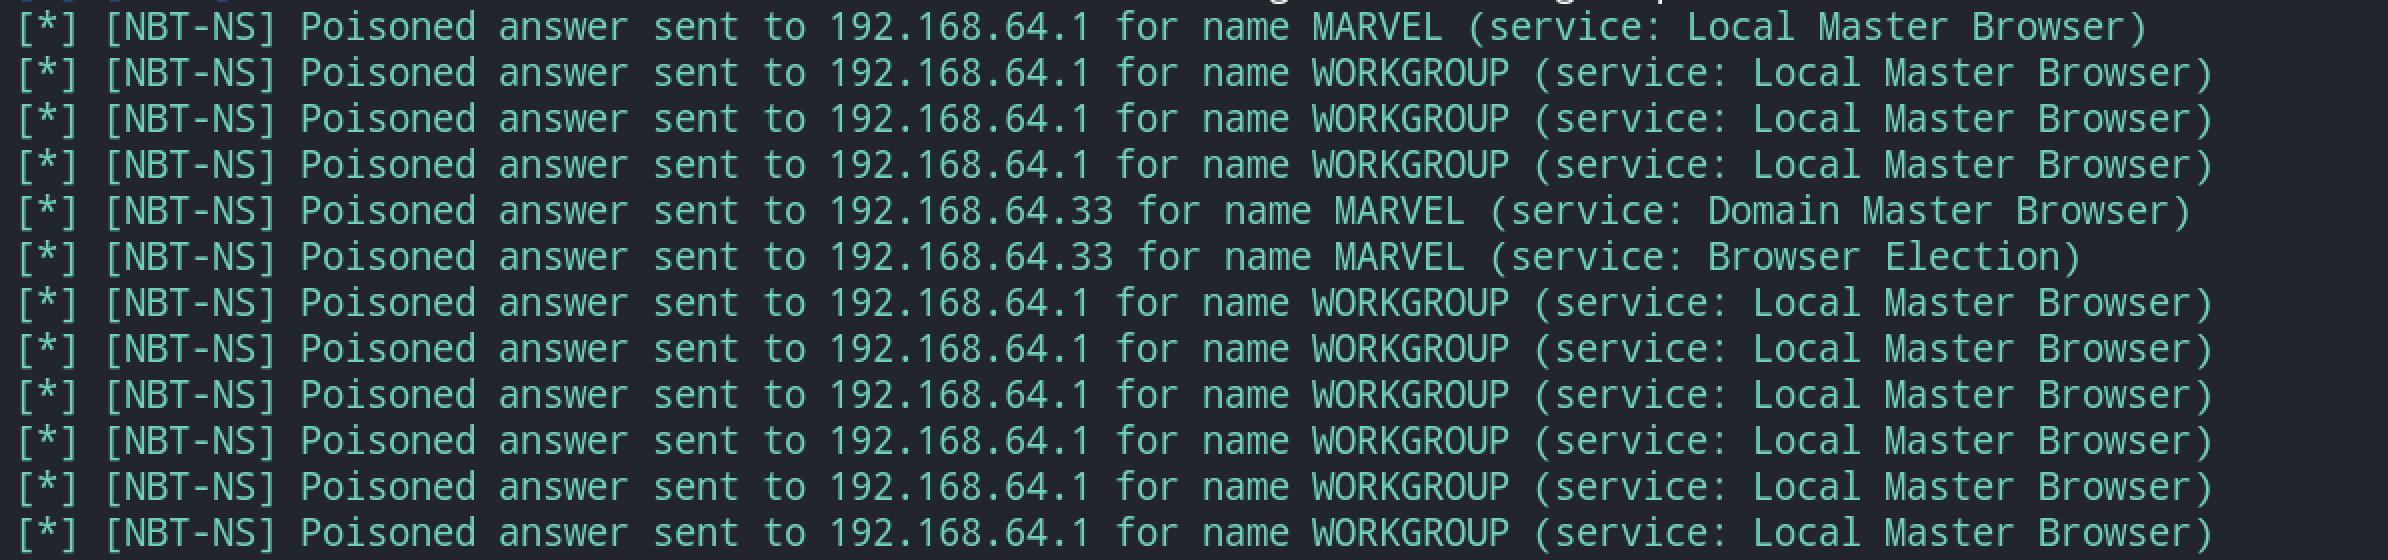 [*] [NBT-NS] Poisoned answer sent to 192.168.64.1 for name MARVEL (service: Local Master Browser)
[*] [NBT-NS] Poisoned answer sent to 192.168.64.1 for name WORKGROUP (service: Local Master Browser)
[*] [NBT-NS] Poisoned answer sent to 192.168.64.1 for name WORKGROUP (service: Local Master Browser)
[*] [NBT-NS] Poisoned answer sent to 192.168.64.1 for name WORKGROUP (service: Local Master Browser)
[*] [NBT-NS] Poisoned answer sent to 192.168.64.33 for name MARVEL (service: Domain Master Browser)
[*] [NBT-NS] Poisoned answer sent to 192.168.64.33 for name MARVEL (service: Browser Election)
[*] [NBT-NS] Poisoned answer sent to 192.168.64.1 for name WORKGROUP (service: Local Master Browser)
[*] [NBT-NS] Poisoned answer sent to 192.168.64.1 for name WORKGROUP (service: Local Master Browser)
[*] [NBT-NS] Poisoned answer sent to 192.168.64.1 for name WORKGROUP (service: Local Master Browser)
[*] [NBT-NS] Poisoned answer sent to 192.168.64.1 for name WORKGROUP (service: Local Master Browser)
[*] [NBT-NS] Poisoned answer sent to 192.168.64.1 for name WORKGROUP (service: Local Master Browser)
[*] [NBT-NS] Poisoned answer sent to 192.168.64.1 for name WORKGROUP (service: Local Master Browser)